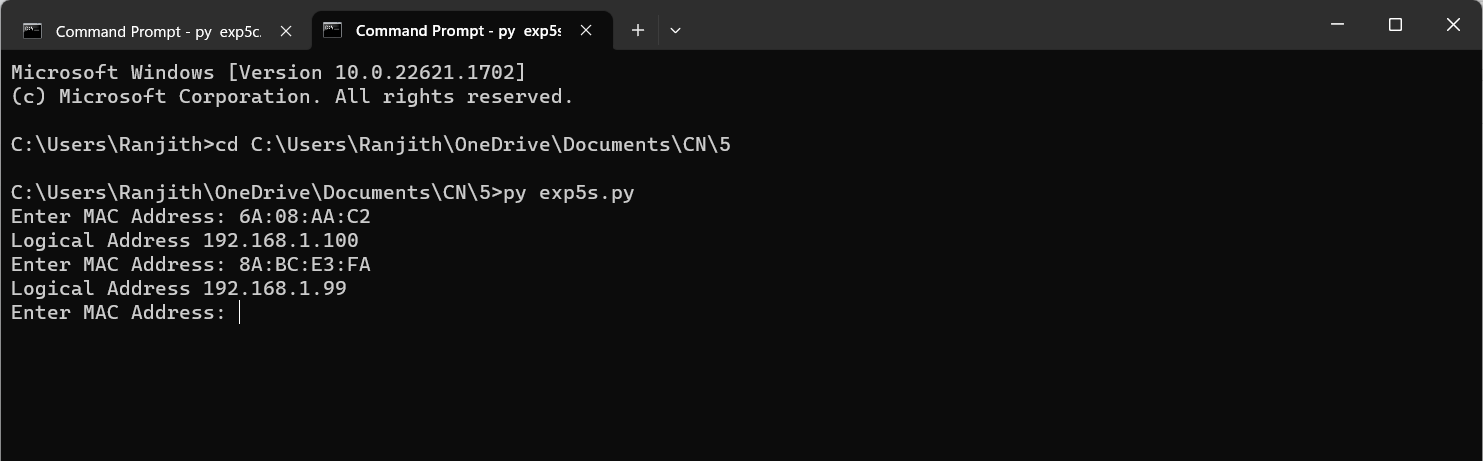 Command Prompt - py exp5c.
Command Prompt - py exp5s
Microsoft Windows [Version 10.0.22621.1702]
(c) Microsoft Corporation. All rights reserved.
C:\Users\Ranjith>cd C:\Users\Ranjith\OneDrive\Documents\CN\5
C:\Users\Ranjith\OneDrive\Documents\CN\5>py exp5s.py
Enter MAC Address: 6A:08:AA:C2
Logical Address 192.168.1.100
Enter MAC Address: 8A:BC:E3:FA
Logical Address 192.168.1.99
Enter MAC Address: